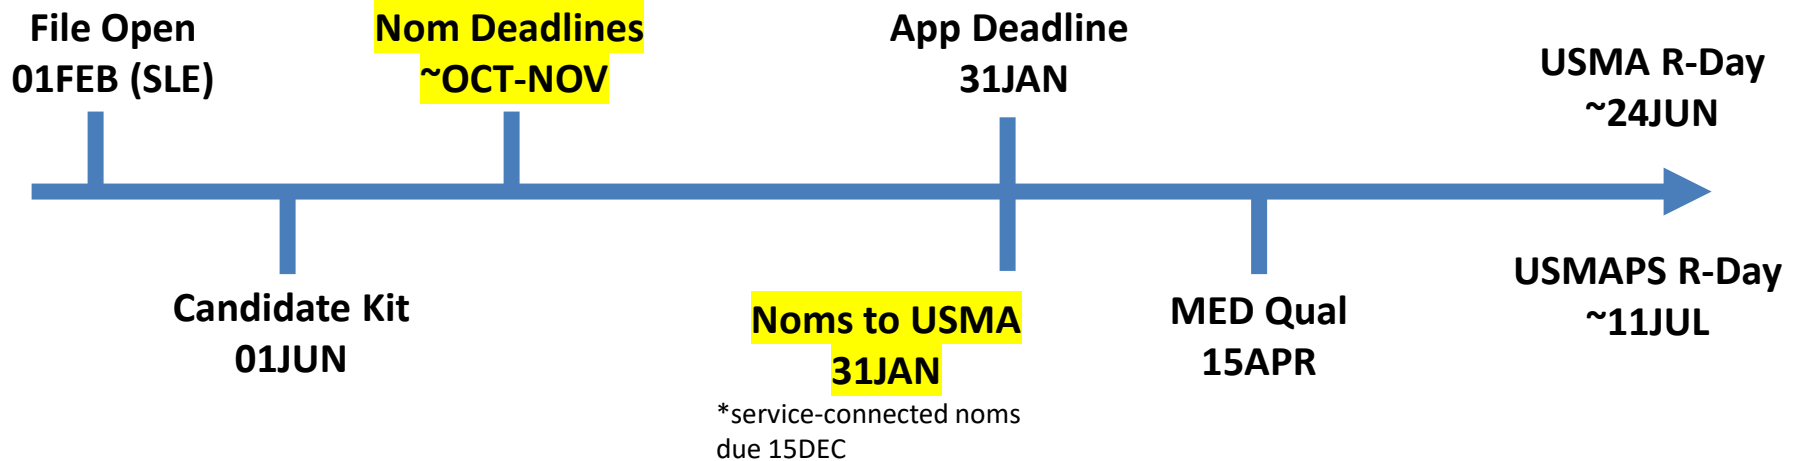 File Open
01FEB (SLE)
Nom Deadlines
~OCT-NOV
App Deadline
31JAN
USMA R-Day
~24JUN
Candidate Kit
01JUN
Noms to USMA
31JAN
*service-connected noms
due 15DEC
MED Qual
15APR
USMAPS R-Day
~11JUL